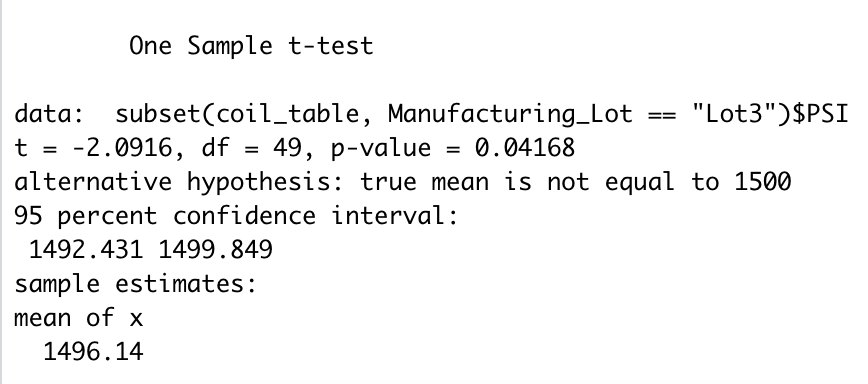 One Sample t-test
data:  subset(coil_table, Manufacturing_Lot == "Lot3")$PSI
t = -2.0916, df = 49, p-value = 0.04168
alternative hypothesis: true mean is not equal to 1500
95 percent confidence interval:
1492.431 1499.849
sample estimates:
mean of x
1496.14